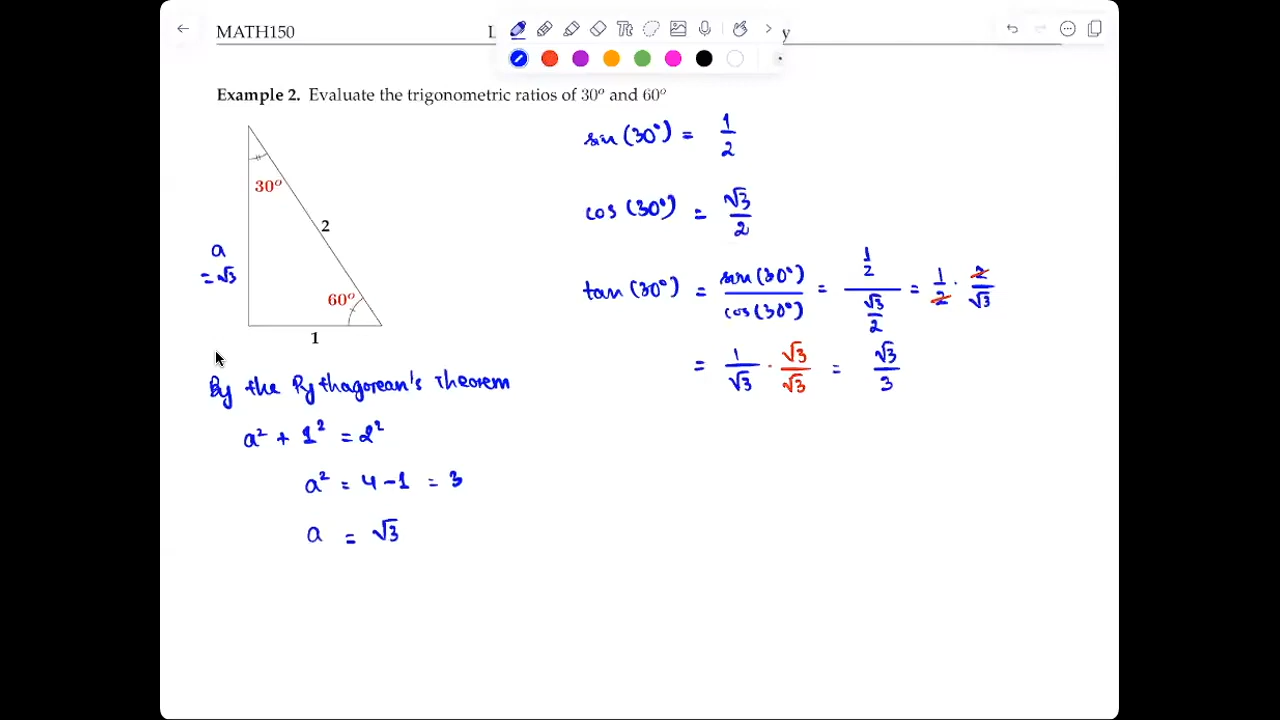 MATH150
L
y
Example 2. Evaluate the trigonometric ratios of 30° and 60°
30°
2
60°
1
a
= √3
By the Pythagorean's Theorem
a² + 1² = 2²
a² = 4 - 1 = 3
a = √3
sin (30°) = 1/2
cos (30°) = √3/2
tan (30°) = sin (30°)/cos (30°) = (1/2)/(√3/2) = 1/2 · 2/√3
= 1/√3 · √3/√3 = √3/3